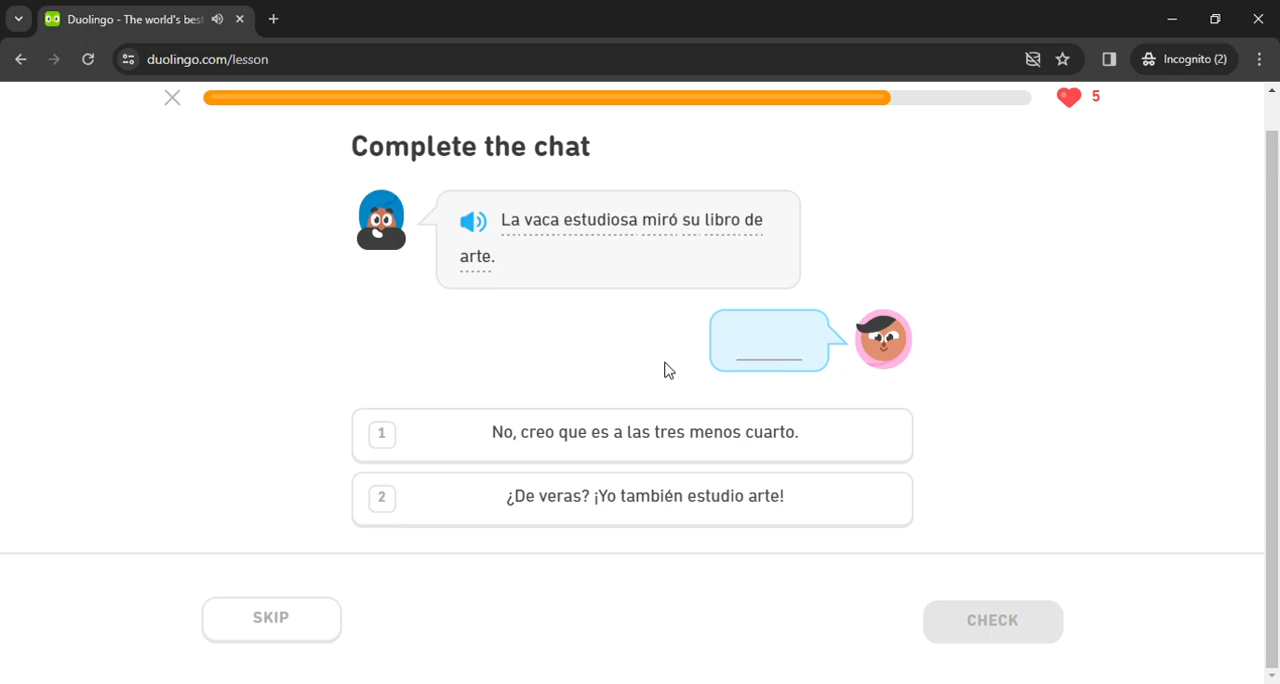 Duolingo - The world's bes
duolingo.com/lesson
Incognito (2)
5
Complete the chat
La vaca estudiosa miró su libro de
arte.
1
No, creo que es a las tres menos cuarto.
2
¿De veras? ¡Yo también estudio arte!
SKIP
CHECK